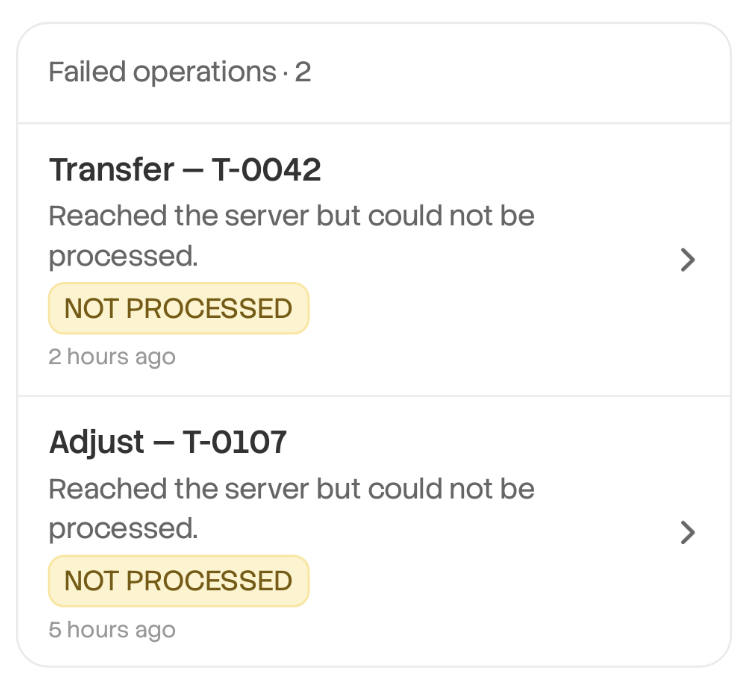 Failed operations · 2
Transfer – T-0042
Reached the server but could not be
processed.
NOT PROCESSED
2 hours ago
Adjust – T-0107
Reached the server but could not be
processed.
NOT PROCESSED
5 hours ago